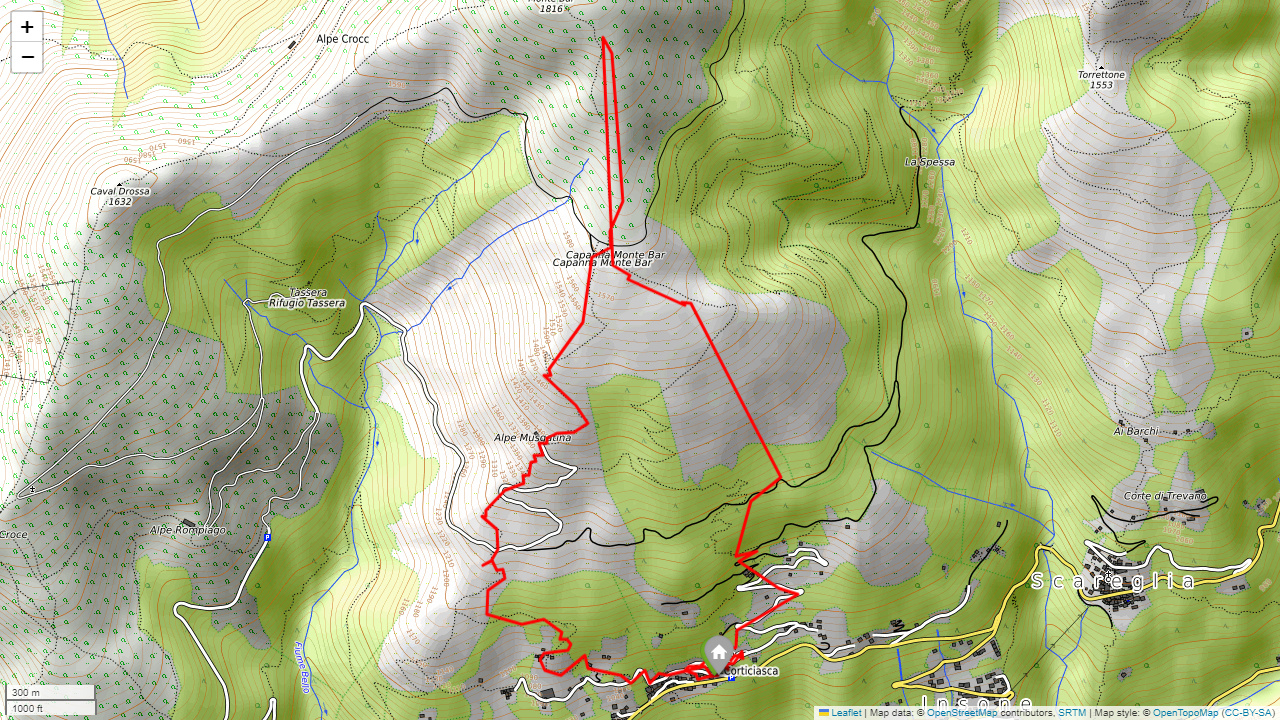 +
−
1816
Alpe Crocc
Torrettone
1553
La Spessa
Caval Drossa
1632
Capanna Monte Bar
Capanna Monte Bar
Tassera
Rifugio Tassera
Alpe Musgatina
Ai Barchi
Corte di Trevano
Alpe Rompiago
Croce
P
Scareglia
Fiume Bello
Corticiasca
P
Insone
300 m
1000 ft
Leaflet | Map data: © OpenStreetMap contributors, SRTM | Map style: © OpenTopoMap (CC-BY-SA)